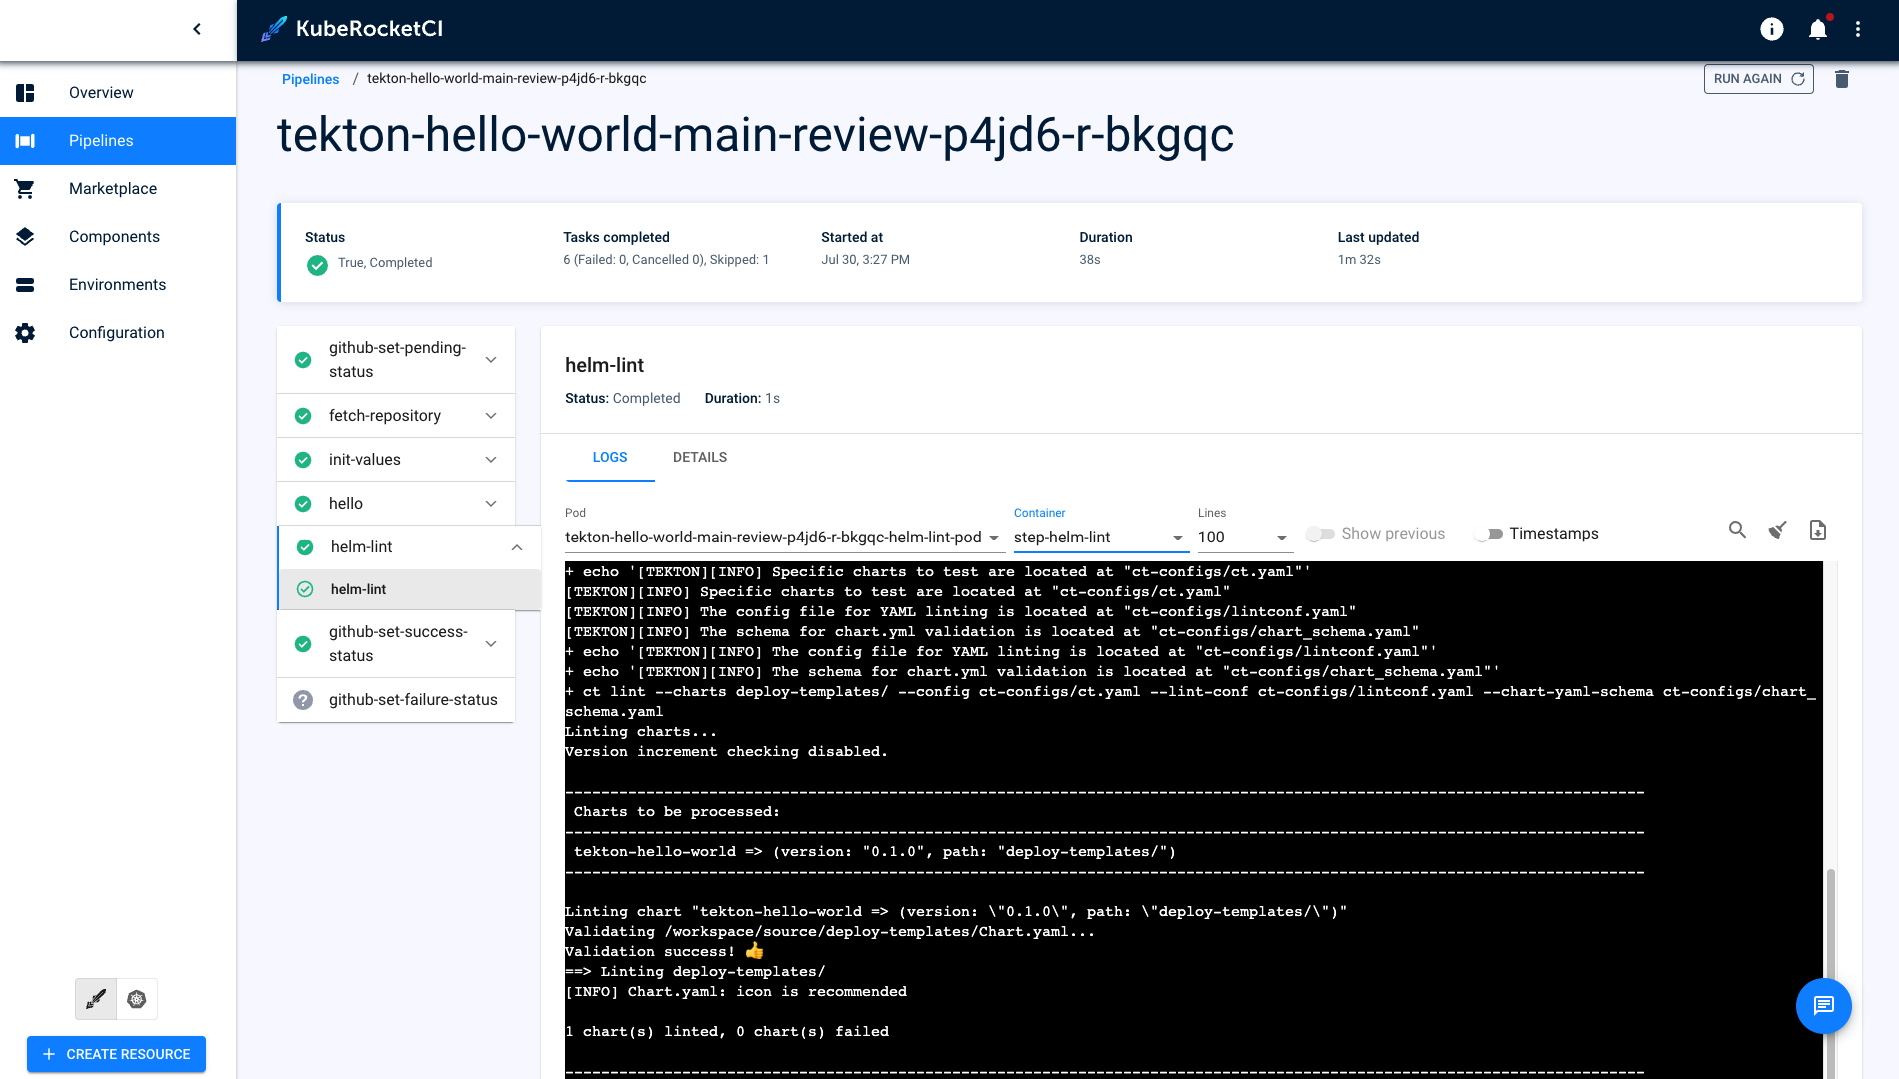 KubeRocketCI
Overview
Pipelines
Marketplace
Components
Environments
Configuration
CREATE RESOURCE
Pipelines / tekton-hello-world-main-review-p4jd6-r-bkgqc
RUN AGAIN
tekton-hello-world-main-review-p4jd6-r-bkgqc
Status
True, Completed
Tasks completed
6 (Failed: 0, Cancelled 0), Skipped: 1
Started at
Jul 30, 3:27 PM
Duration
38s
Last updated
1m 32s
github-set-pending-
status
fetch-repository
init-values
hello
helm-lint
helm-lint
github-set-success-
status
github-set-failure-status
helm-lint
Status: Completed Duration: 1s
LOGS DETAILS
Pod
tekton-hello-world-main-review-p4jd6-r-bkgqc-helm-lint-pod
Container
step-helm-lint
Lines
100
Show previous
Timestamps
+ echo '[TEKTON][INFO] Specific charts to test are located at "ct-configs/ct.yaml"'
[TEKTON][INFO] Specific charts to test are located at "ct-configs/ct.yaml"
[TEKTON][INFO] The config file for YAML linting is located at "ct-configs/lintconf.yaml"
[TEKTON][INFO] The schema for chart.yml validation is located at "ct-configs/chart_schema.yaml"
+ echo '[TEKTON][INFO] The config file for YAML linting is located at "ct-configs/lintconf.yaml"'
+ echo '[TEKTON][INFO] The schema for chart.yml validation is located at "ct-configs/chart_schema.yaml"'
+ ct lint --charts deploy-templates/ --config ct-configs/ct.yaml --lint-conf ct-configs/lintconf.yaml --chart-yaml-schema ct-configs/chart_
schema.yaml
Linting charts...
Version increment checking disabled.
------------------------------------------------------------------------------------------------------------------------
Charts to be processed:
------------------------------------------------------------------------------------------------------------------------
tekton-hello-world => (version: "0.1.0", path: "deploy-templates/")
------------------------------------------------------------------------------------------------------------------------
Linting chart "tekton-hello-world => (version: \"0.1.0\", path: \"deploy-templates/\")"
Validating /workspace/source/deploy-templates/Chart.yaml...
Validation success! 👍
==> Linting deploy-templates/
[INFO] Chart.yaml: icon is recommended
1 chart(s) linted, 0 chart(s) failed
------------------------------------------------------------------------------------------------------------------------